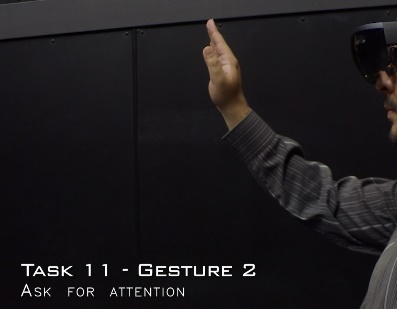 Task 11 - Gesture 2
Ask for attention